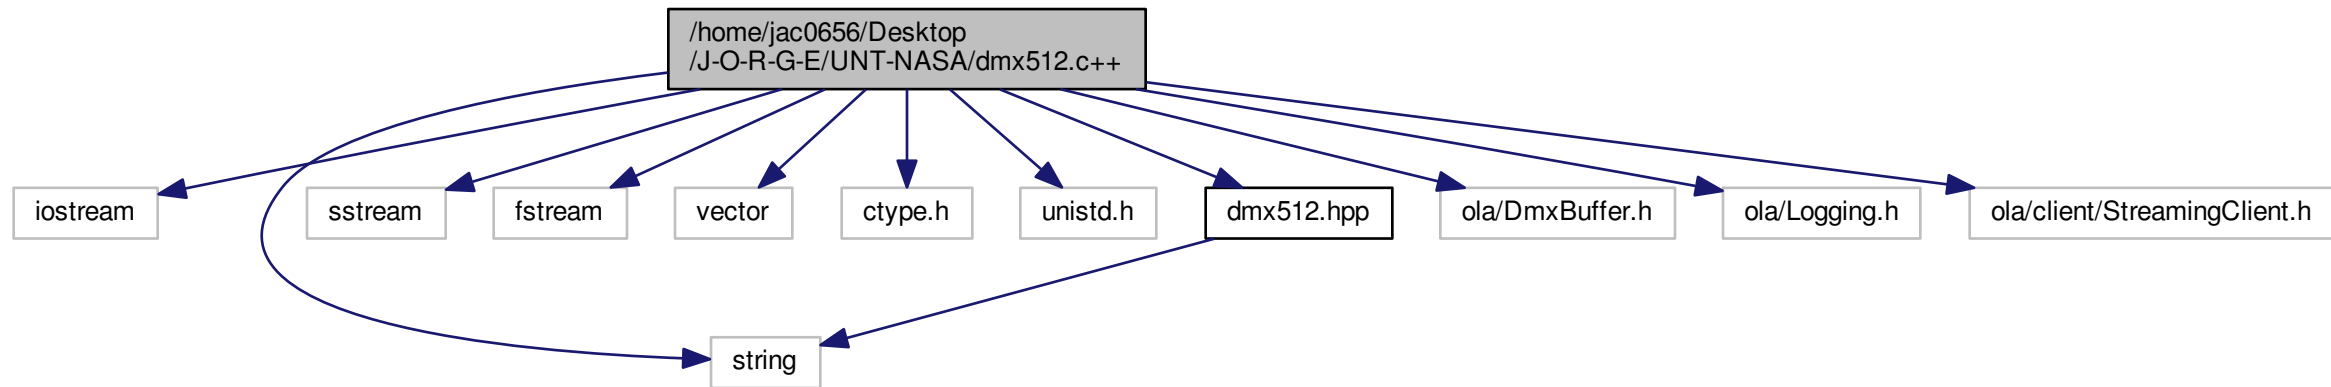 /home/jac0656/Desktop
/J-O-R-G-E/UNT-NASA/dmx512.c++
iostream
sstream
fstream
vector
ctype.h
unistd.h
dmx512.hpp
ola/DmxBuffer.h
ola/Logging.h
ola/client/StreamingClient.h
string